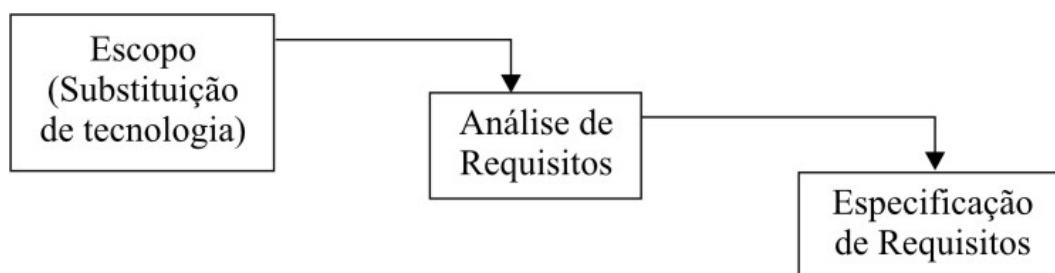 Escopo
(Substituição
de tecnologia)
Análise de
Requisitos
Especificação
de Requisitos